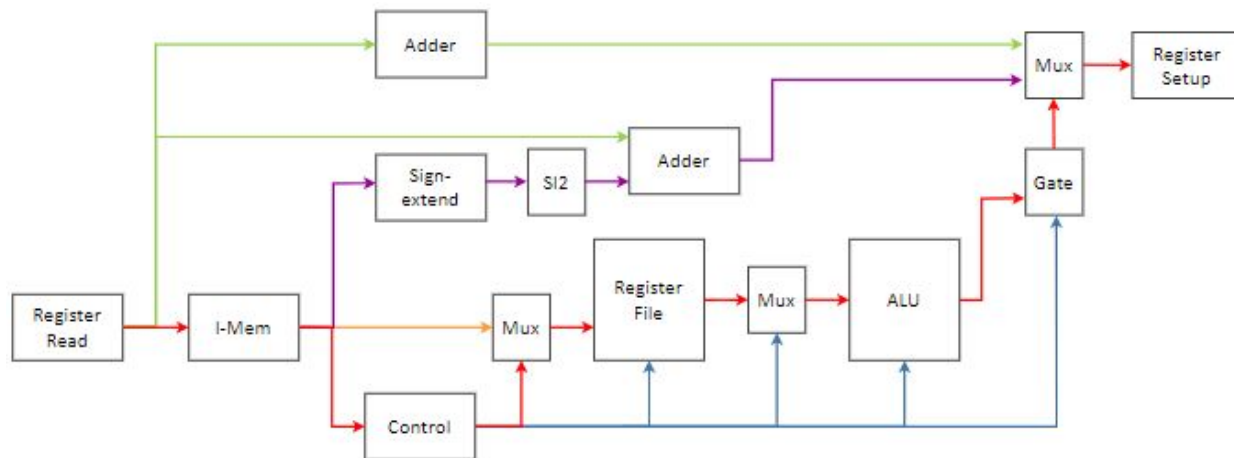 Adder
Mux
Register
Setup
Adder
Sign-
extend
Sl2
Gate
Register
File
Mux
ALU
Register
Read
I-Mem
Mux
Control